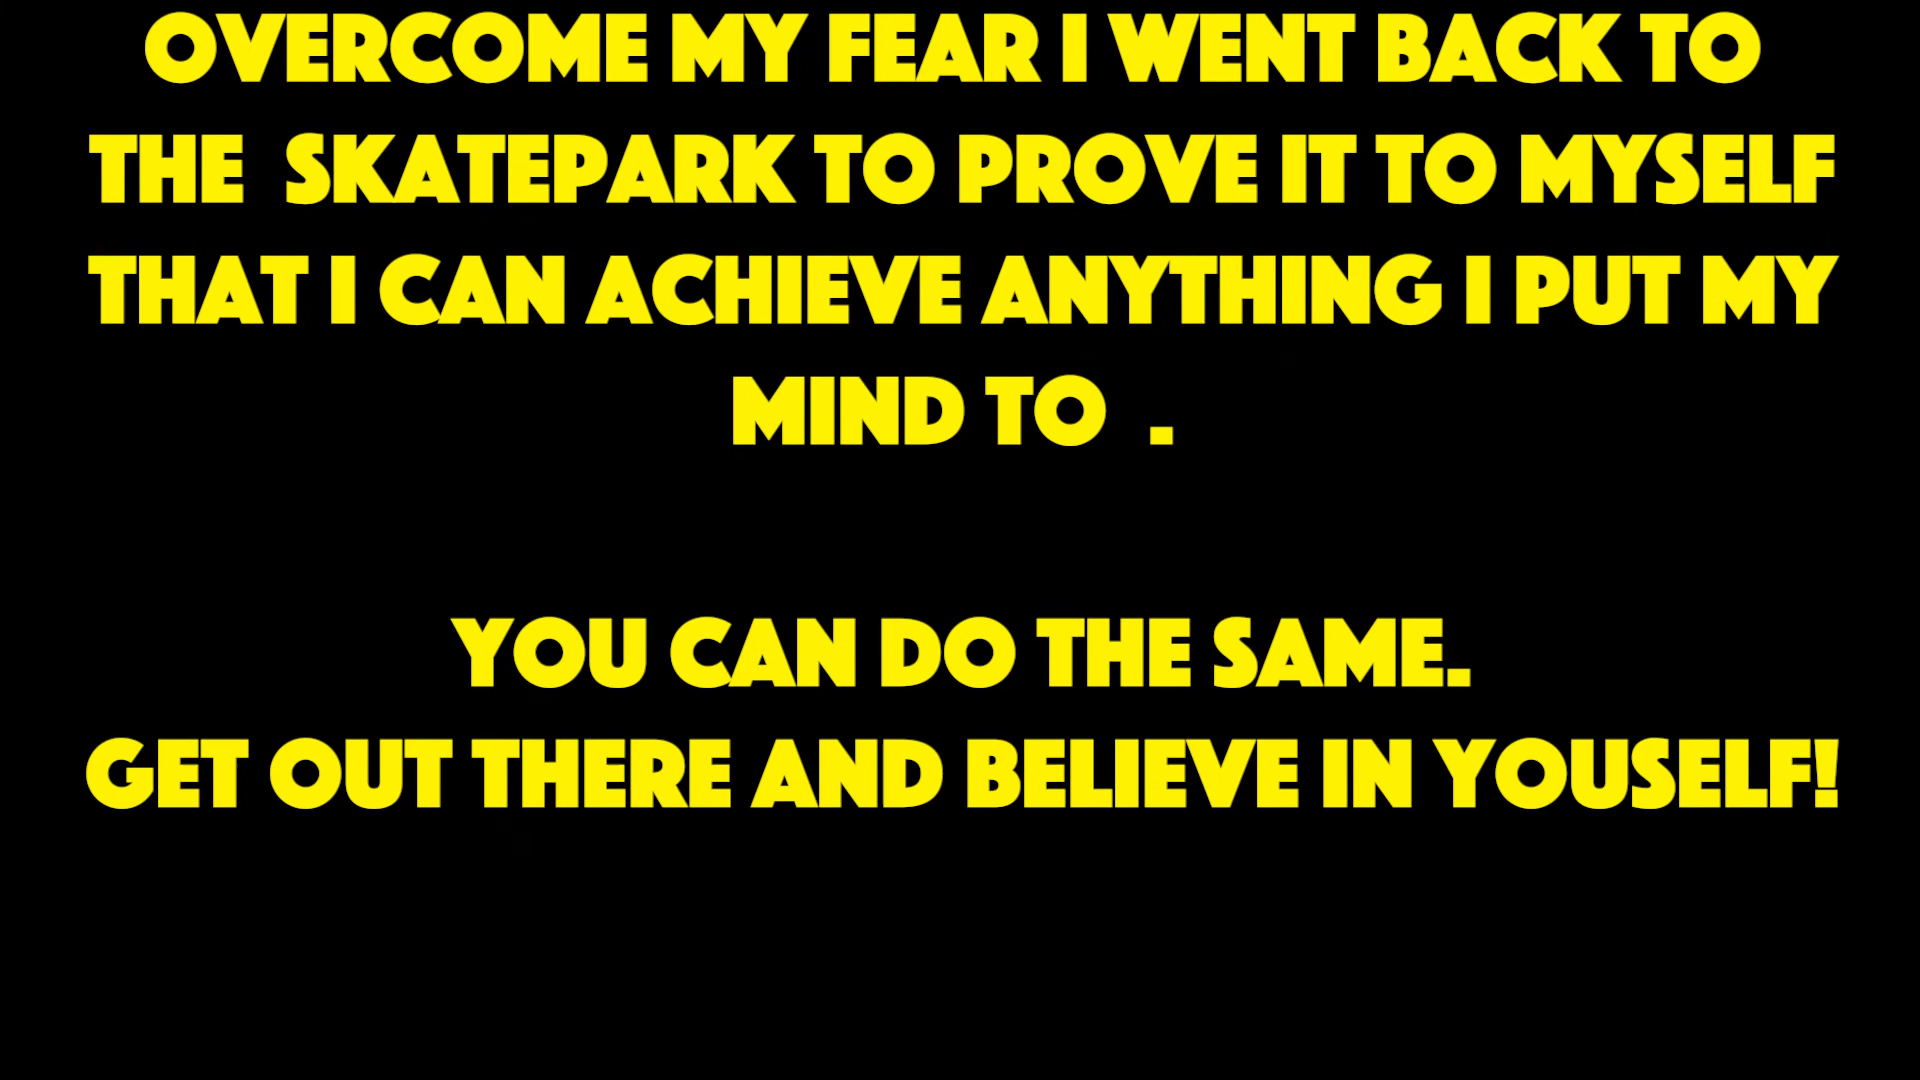 OVERCOME MY FEAR I WENT BACK TO
THE SKATEPARK TO PROVE IT TO MYSELF
THAT I CAN ACHIEVE ANYTHING I PUT MY
MIND TO .
YOU CAN DO THE SAME.
GET OUT THERE AND BELIEVE IN YOUSELF!